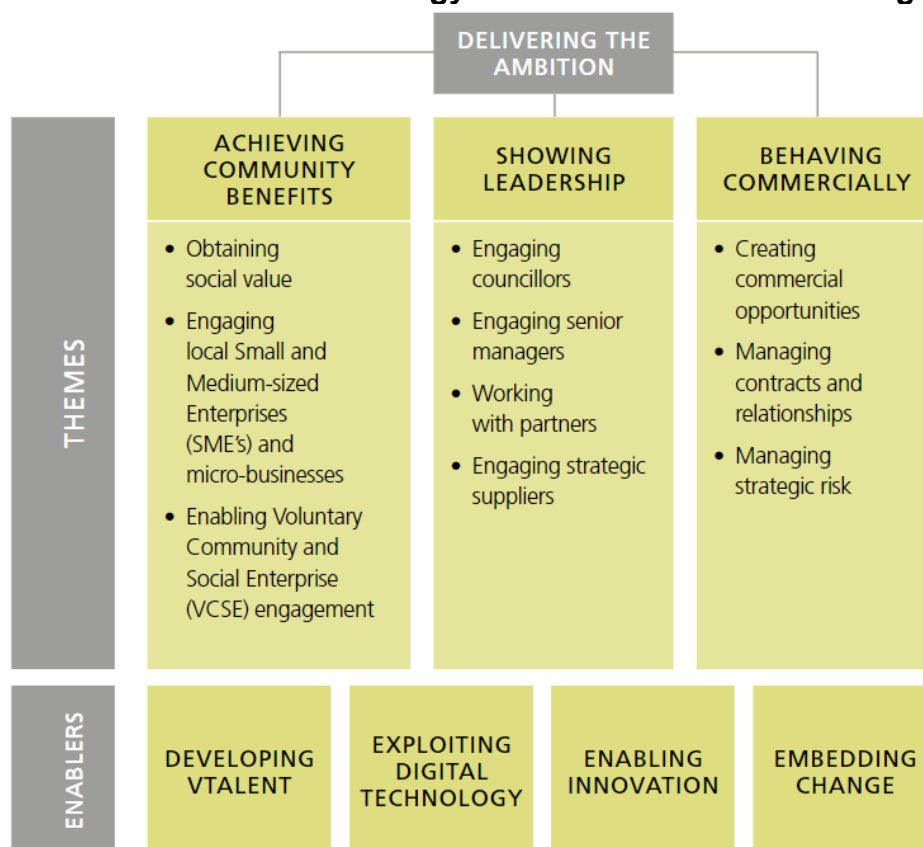 DELIVERING THE
AMBITION
THEMES
ACHIEVING
COMMUNITY
BENEFITS
• Obtaining
social value
• Engaging
local Small and
Medium-sized
Enterprises
(SME's) and
micro-businesses
• Enabling Voluntary
Community and
Social Enterprise
(VCSE) engagement
SHOWING
LEADERSHIP
• Engaging
councillors
• Engaging senior
managers
• Working
with partners
• Engaging strategic
suppliers
BEHAVING
COMMERCIALLY
• Creating
commercial
opportunities
• Managing
contracts and
relationships
• Managing
strategic risk
ENABLERS
DEVELOPING
VTALENT
EXPLOITING
DIGITAL
TECHNOLOGY
ENABLING
INNOVATION
EMBEDDING
CHANGE